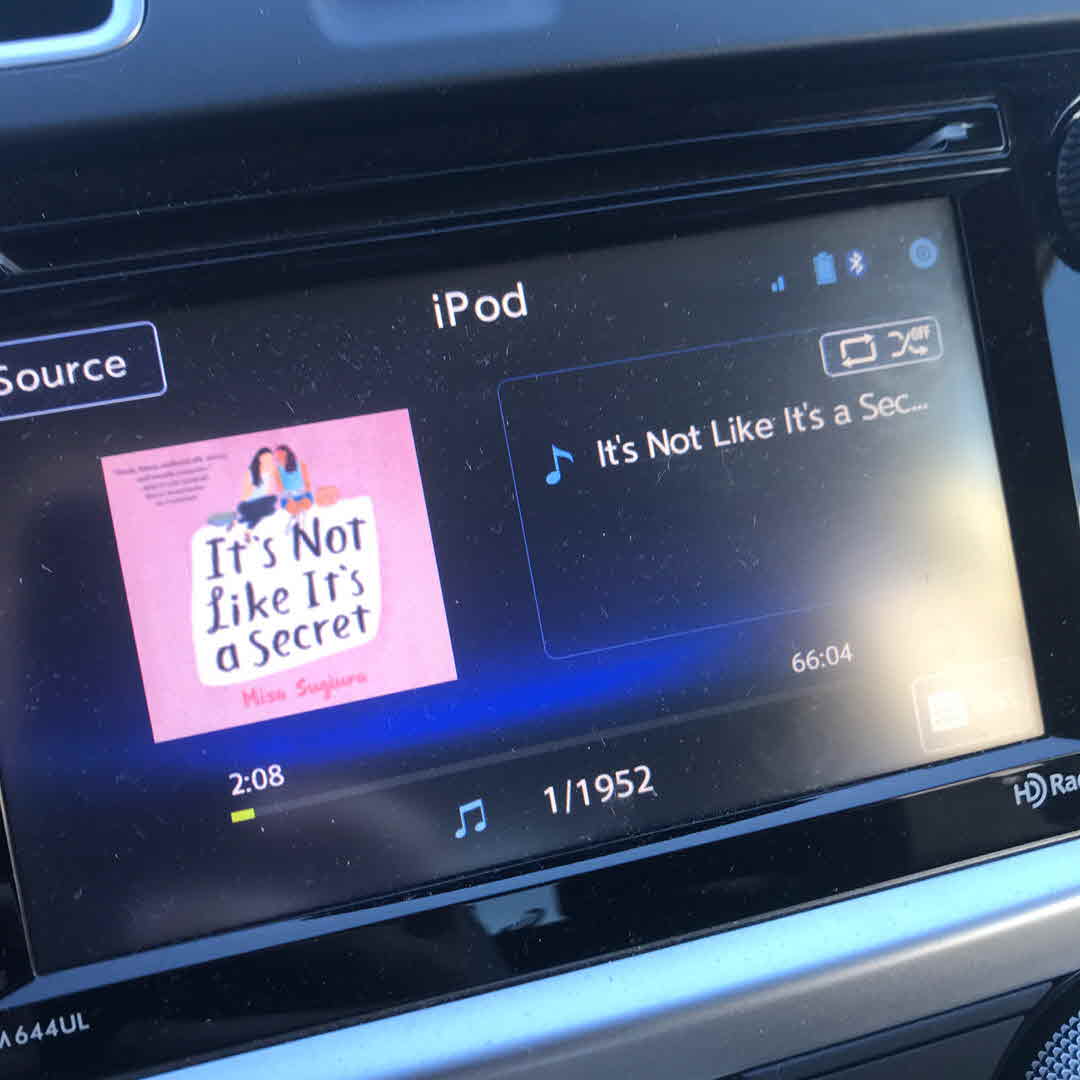 iPod
Source
OFF
It's Not Like It's a Sec...
It's Not
Like It's
a Secret
Misa Sugiura
66:04
2:08
1/1952
HD Rad
A644UL